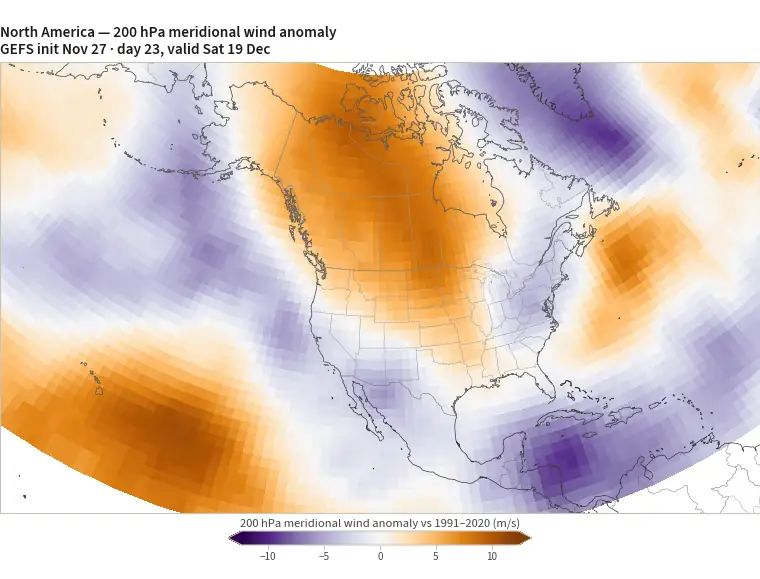 North America — 200 hPa meridional wind anomaly
GEFS init Nov 27 · day 23, valid Sat 19 Dec
200 hPa meridional wind anomaly vs 1991–2020 (m/s)
−10 −5 0 5 10